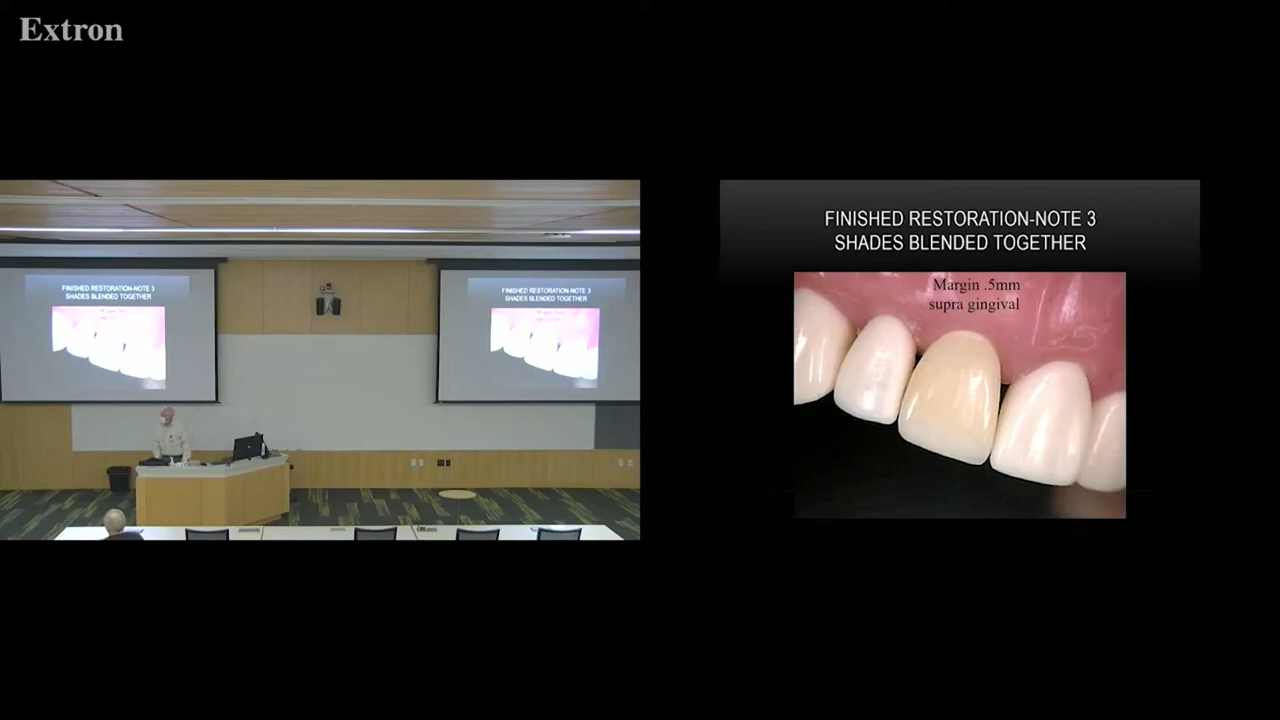 Extron
FINISHED RESTORATION-NOTE 3
SHADES BLENDED TOGETHER
FINISHED RESTORATION-NOTE 3
SHADES BLENDED TOGETHER
FINISHED RESTORATION-NOTE 3
SHADES BLENDED TOGETHER
Margin .5mm
supra gingival